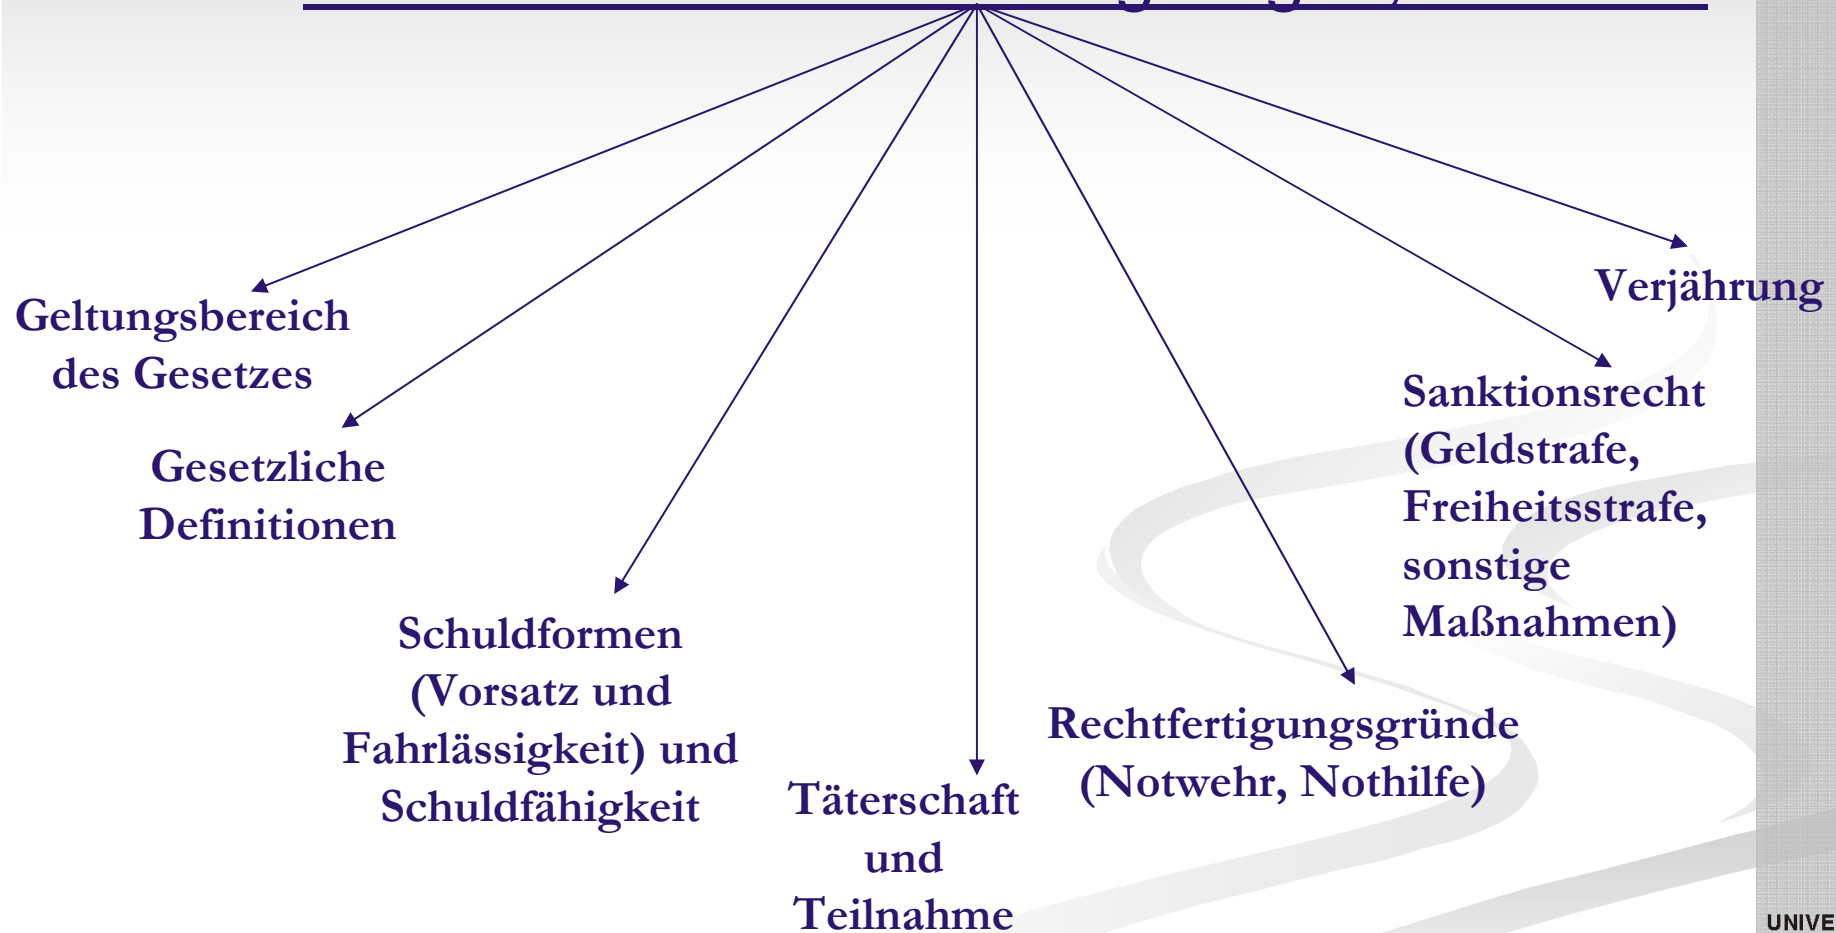 Geltungsbereich
des Gesetzes
Gesetzliche
Definitionen
Schuldformen
(Vorsatz und
Fahrlässigkeit) und
Schuldfähigkeit
Täterschaft
und
Teilnahme
Rechtfertigungsgründe
(Notwehr, Nothilfe)
Sanktionsrecht
(Geldstrafe,
Freiheitsstrafe,
sonstige
Maßnahmen)
Verjährung
UNIVE